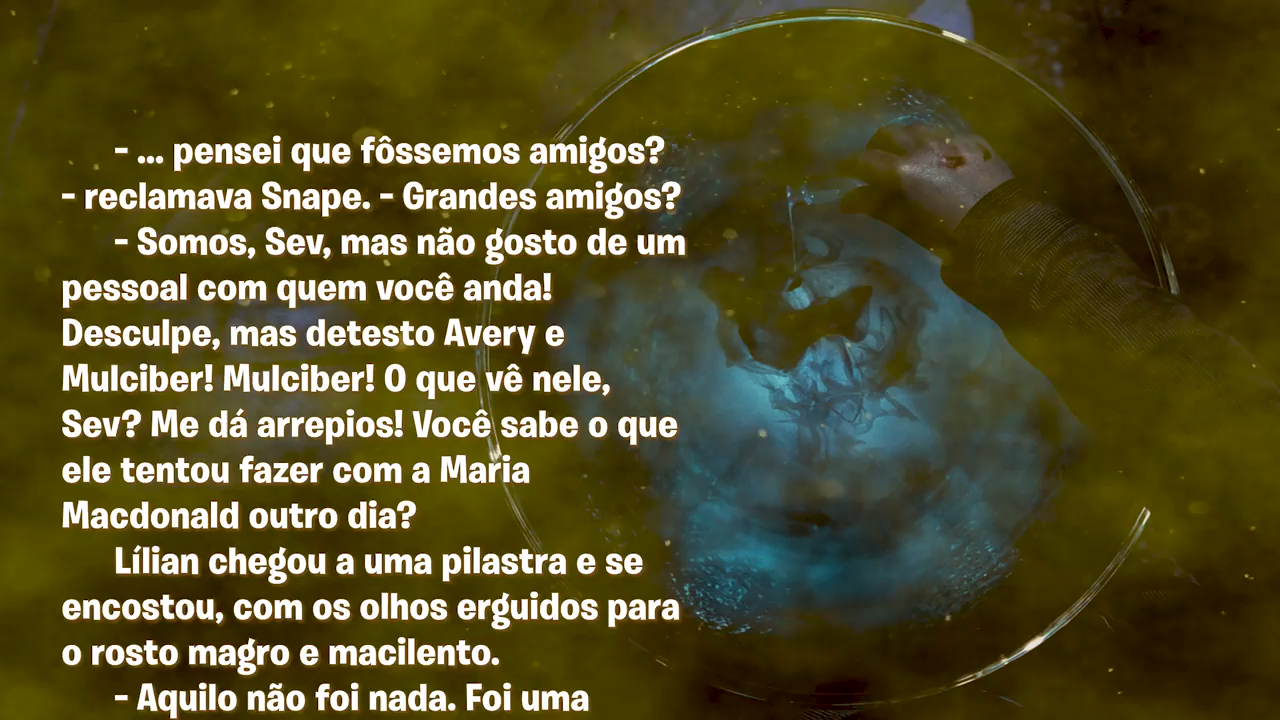 - ... pensei que fôssemos amigos?
- reclamava Snape. - Grandes amigos?
- Somos, Sev, mas não gosto de um
pessoal com quem você anda!
Desculpe, mas detesto Avery e
Mulciber! Mulciber! O que vê nele,
Sev? Me dá arrepios! Você sabe o que
ele tentou fazer com a Maria
Macdonald outro dia?
Lílian chegou a uma pilastra e se
encostou, com os olhos erguidos para
o rosto magro e macilento.
- Aquilo não foi nada. Foi uma